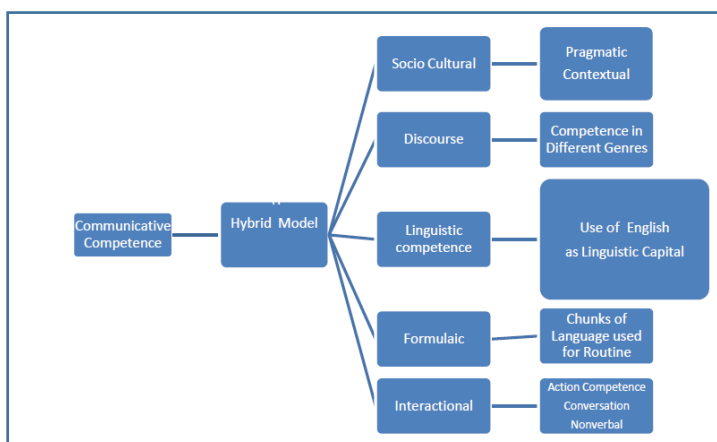 Communicative
Competence
Hybrid Model
Socio Cultural
Pragmatic
Contextual
Discourse
Competence in
Different Genres
Linguistic
competence
Use of English
as Linguistic Capital
Formulaic
Chunks of
Language used
for Routine
Interactional
Action Competence
Conversation
Nonverbal